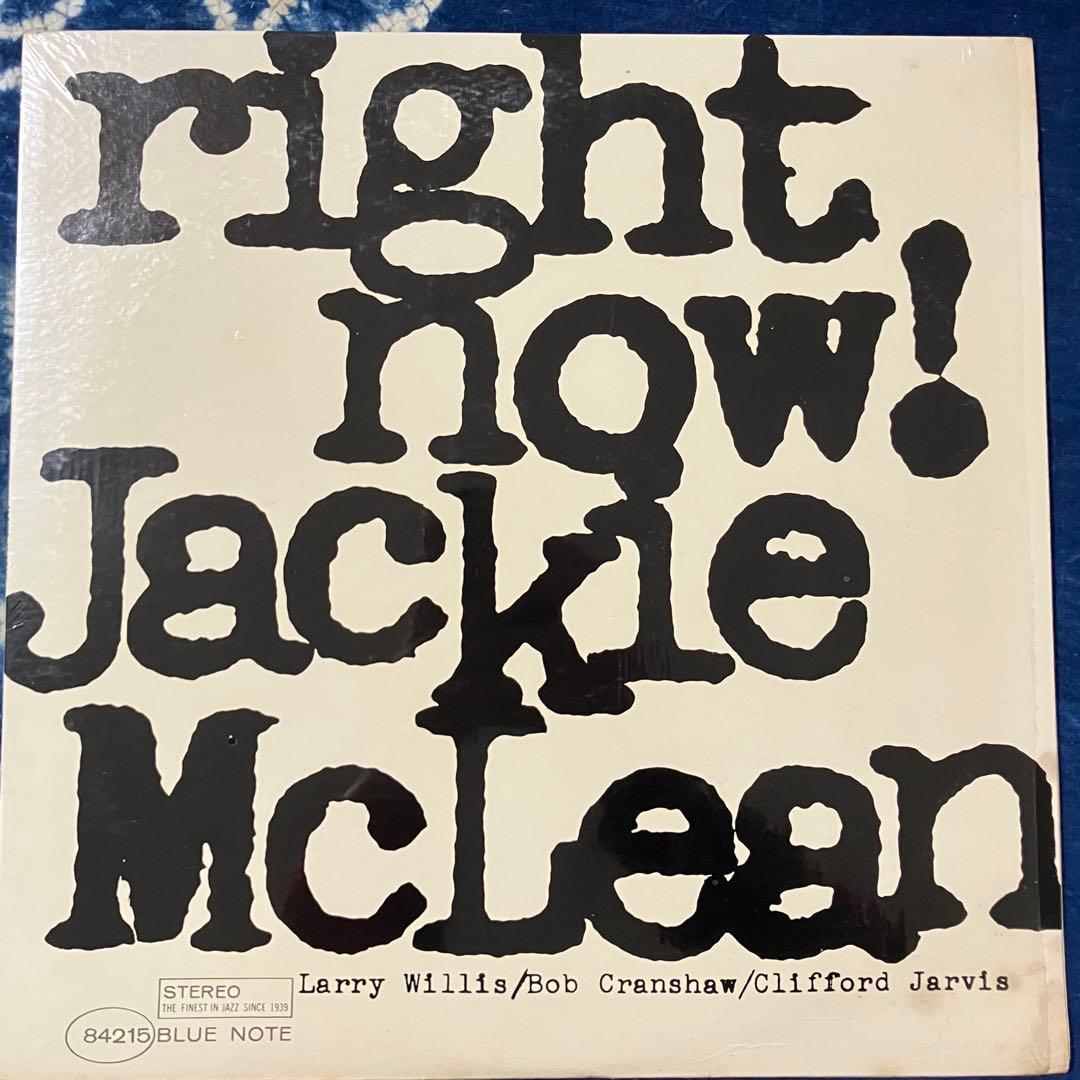 right
now!
Jackie
McLean
Larry Willis/Bob Cranshaw/Clifford Jarvis
STEREO
THE FINEST IN JAZZ SINCE 1939
84215 BLUE NOTE